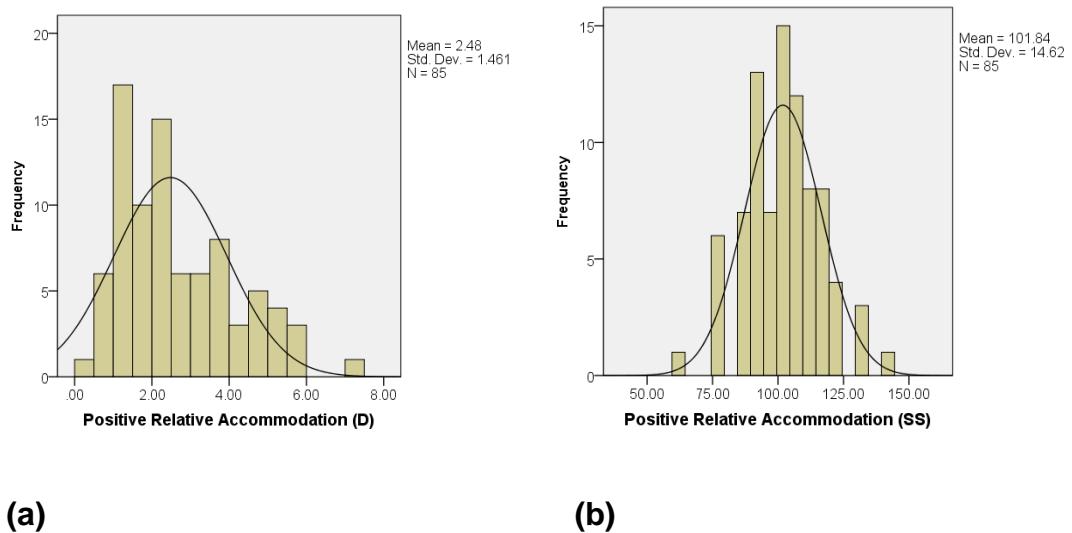 20
15
10
5
0
Frequency
.00 2.00 4.00 6.00 8.00
Positive Relative Accommodation (D)
Mean = 2.48
Std. Dev. = 1.461
N = 85
(a)
15
10
5
0
Frequency
50.00 75.00 100.00 125.00 150.00
Positive Relative Accommodation (SS)
Mean = 101.84
Std. Dev. = 14.62
N = 85
(b)